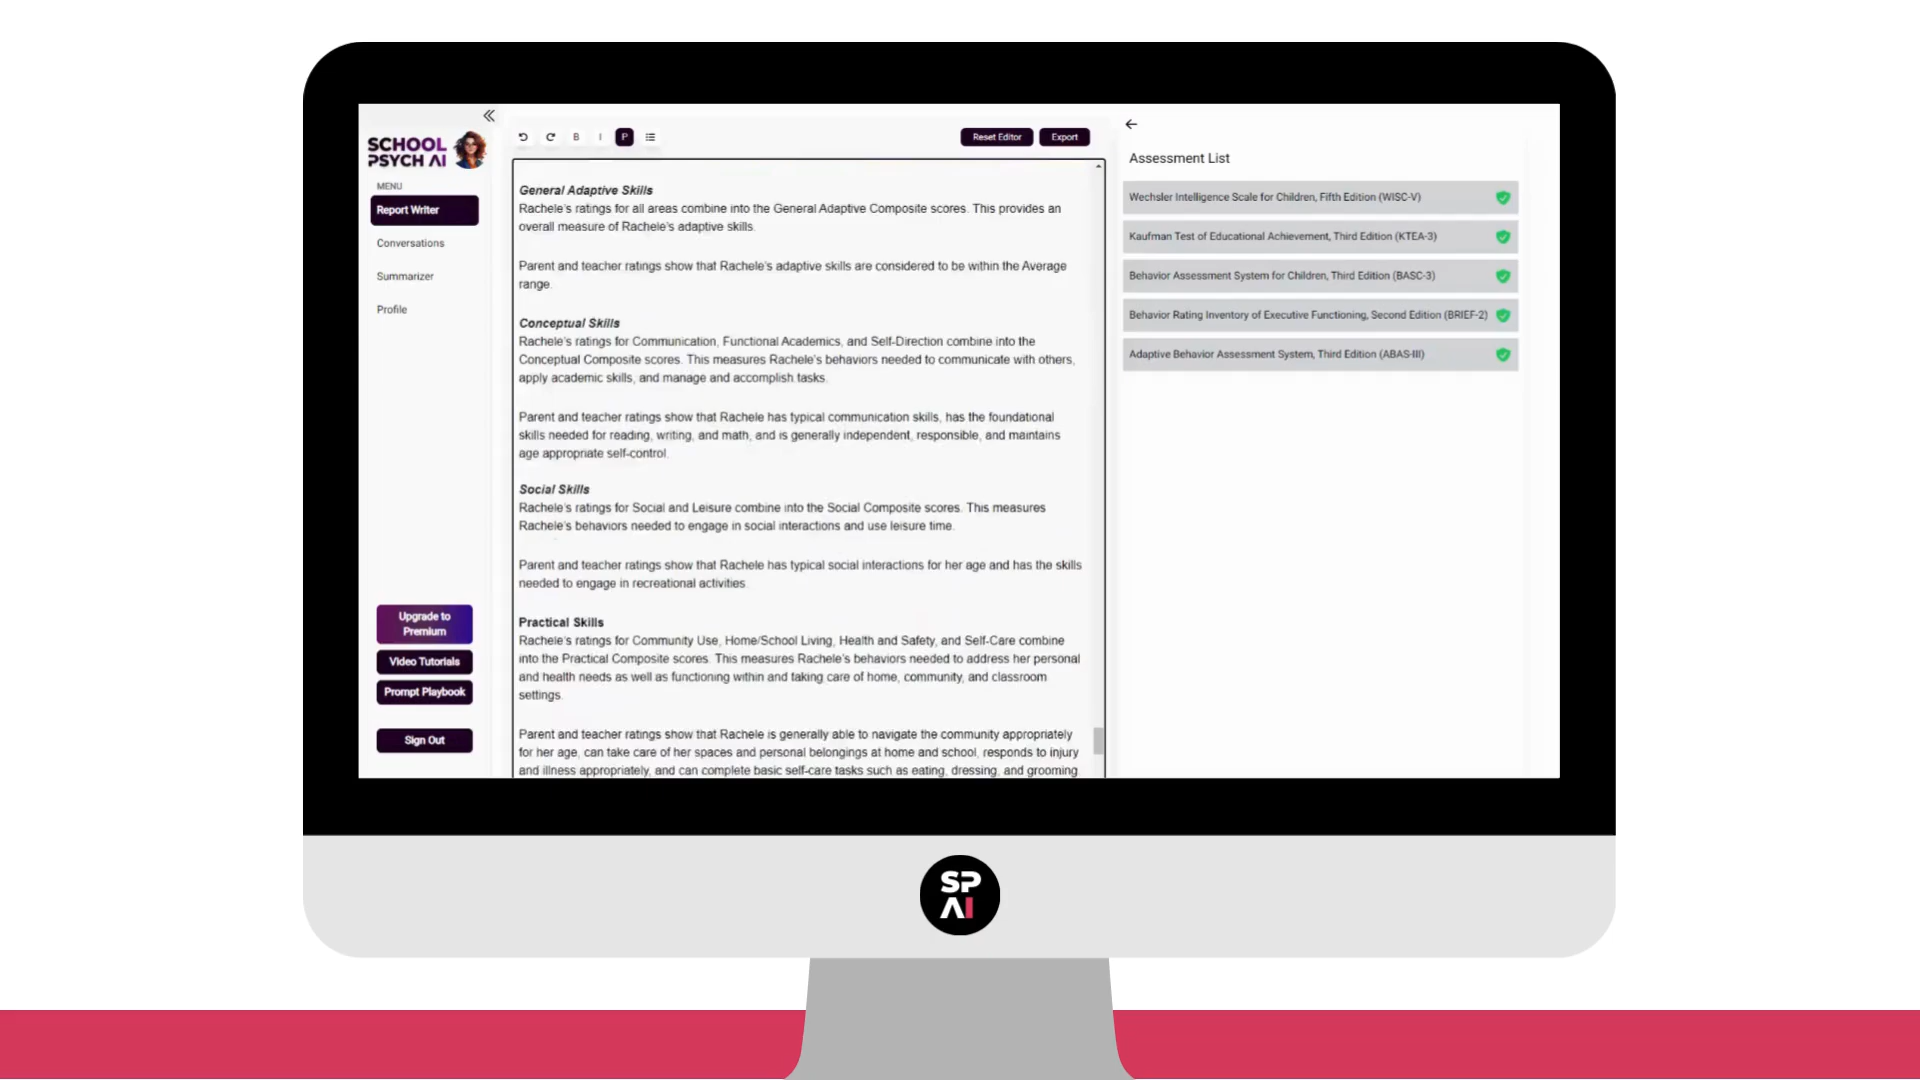 SCHOOL
PSYCH AI
MENU
Report Writer
Conversations
Summarizer
Profile
Upgrade to
Premium
Video Tutorials
Prompt Playbook
Sign Out
B I P
Reset Editor Export
General Adaptive Skills
Rachele's ratings for all areas combine into the General Adaptive Composite scores. This provides an
overall measure of Rachele's adaptive skills.
Parent and teacher ratings show that Rachele's adaptive skills are considered to be within the Average
range.
Conceptual Skills
Rachele's ratings for Communication, Functional Academics, and Self-Direction combine into the
Conceptual Composite scores. This measures Rachele's behaviors needed to communicate with others,
apply academic skills, and manage and accomplish tasks.
Parent and teacher ratings show that Rachele has typical communication skills, has the foundational
skills needed for reading, writing, and math, and is generally independent, responsible, and maintains
age appropriate self-control.
Social Skills
Rachele's ratings for Social and Leisure combine into the Social Composite scores. This measures
Rachele's behaviors needed to engage in social interactions and use leisure time.
Parent and teacher ratings show that Rachele has typical social interactions for her age and has the skills
needed to engage in recreational activities.
Practical Skills
Rachele's ratings for Community Use, Home/School Living, Health and Safety, and Self-Care combine
into the Practical Composite scores. This measures Rachele's behaviors needed to address her personal
and health needs as well as functioning within and taking care of home, community, and classroom
settings.
Parent and teacher ratings show that Rachele is generally able to navigate the community appropriately
for her age, can take care of her spaces and personal belongings at home and school, responds to injury
and illness appropriately, and can complete basic self-care tasks such as eating, dressing, and grooming
Assessment List
Wechsler Intelligence Scale for Children, Fifth Edition (WISC-V)
Kaufman Test of Educational Achievement, Third Edition (KTEA-3)
Behavior Assessment System for Children, Third Edition (BASC-3)
Behavior Rating Inventory of Executive Functioning, Second Edition (BRIEF-2)
Adaptive Behavior Assessment System, Third Edition (ABAS-III)
SP
AI